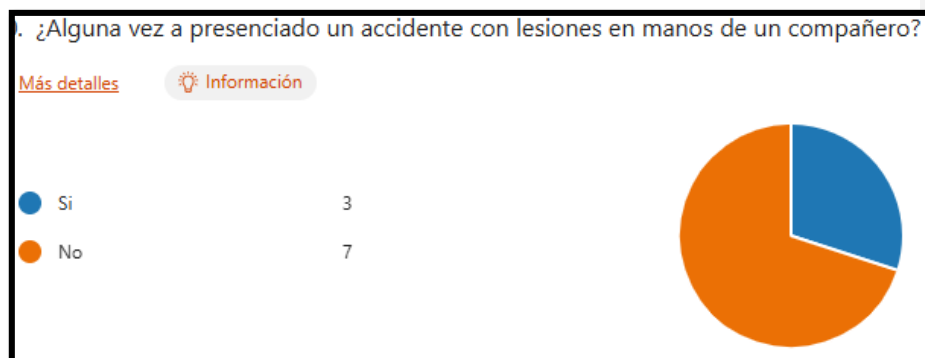 . ¿Alguna vez a presenciado un accidente con lesiones en manos de un compañero?
Más detalles Información
Si 3
No 7